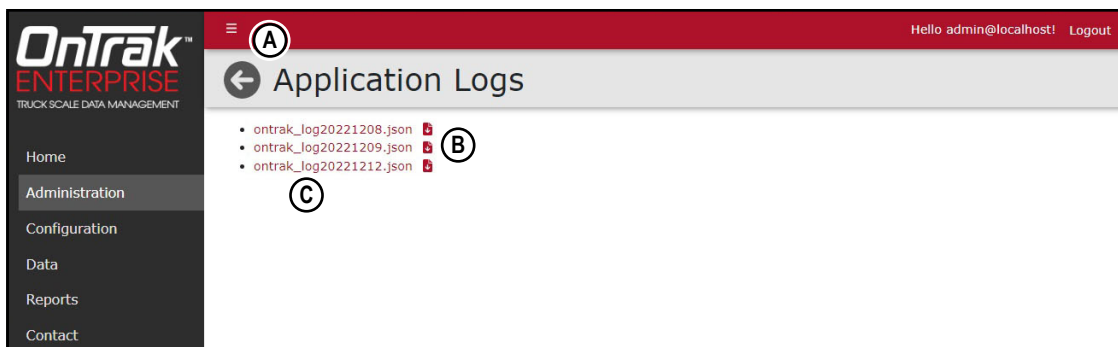 OnTrak™
ENTERPRISE
TRUCK SCALE DATA MANAGEMENT
Home
Administration
Configuration
Data
Reports
Contact
A
Hello admin@localhost! Logout
Application Logs
ontrak_log20221208.json
ontrak_log20221209.json
B
ontrak_log20221212.json
C